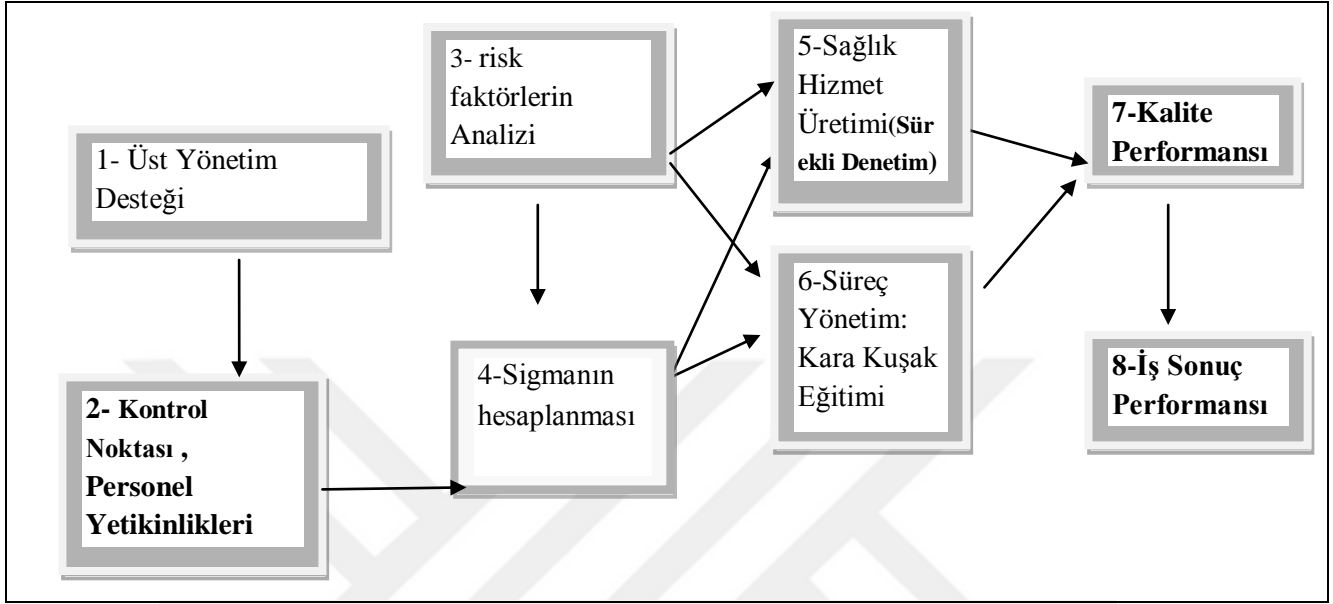 1- Üst Yönetim
Desteği
2- Kontrol
Noktası ,
Personel
Yetikinlikleri
3- risk
faktörlerin
Analizi
4-Sigmanın
hesaplanması
5-Sağlık
Hizmet
Üretimi(Sür
ekli Denetim)
6-Süreç
Yönetim:
Kara Kuşak
Eğitimi
7-Kalite
Performansı
8-İş Sonuç
Performansı